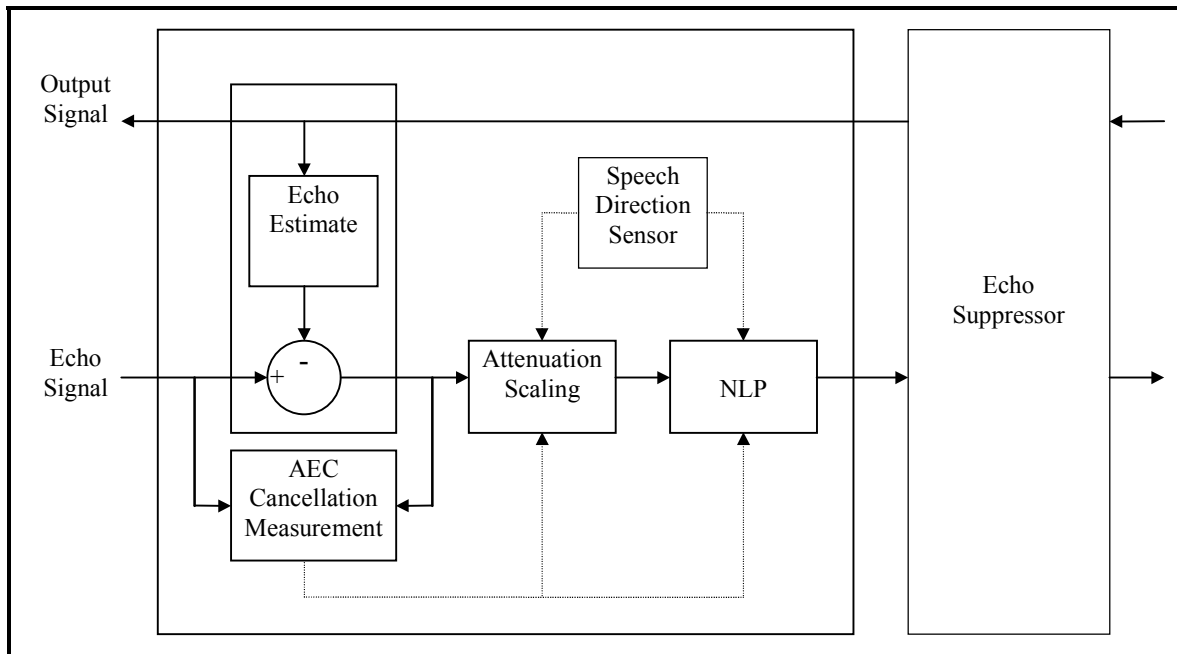 Output
Signal
Echo
Estimate
Speech
Direction
Sensor
Echo
Suppressor
Echo
Signal
-
+
Attenuation
Scaling
NLP
AEC
Cancellation
Measurement